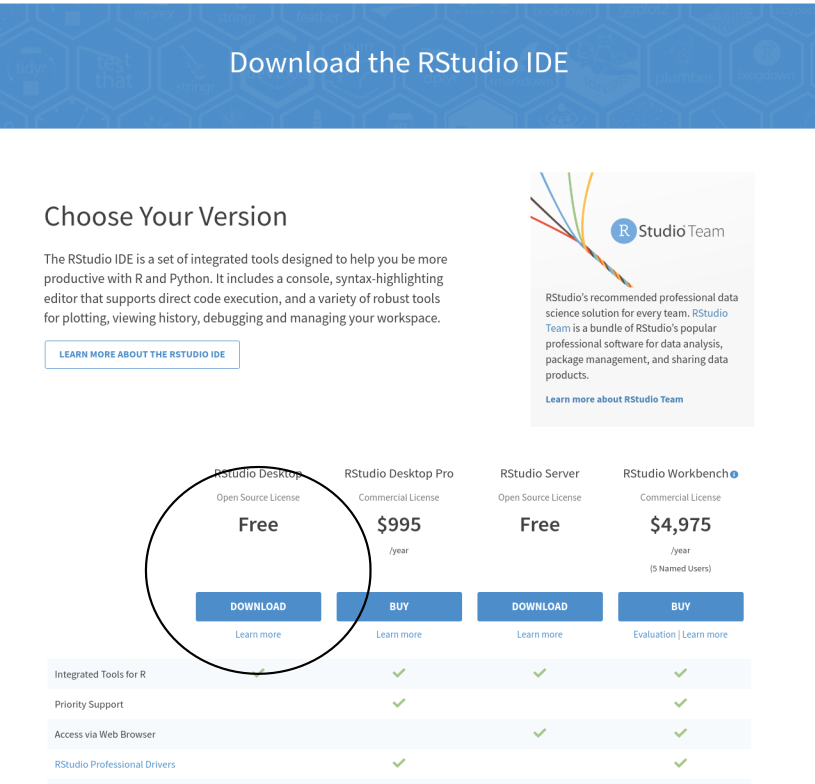 Download the RStudio IDE
Choose Your Version
The RStudio IDE is a set of integrated tools designed to help you be more
productive with R and Python. It includes a console, syntax-highlighting
editor that supports direct code execution, and a variety of robust tools
for plotting, viewing history, debugging and managing your workspace.
LEARN MORE ABOUT THE RSTUDIO IDE
R Studio Team
RStudio's recommended professional data
science solution for every team. RStudio
Team is a bundle of RStudio's popular
professional software for data analysis,
package management, and sharing data
products.
Learn more about RStudio Team
RStudio Desktop RStudio Desktop Pro RStudio Server RStudio Workbench
Open Source License Commercial License Open Source License Commercial License
Free $995 Free $4,975
/year /year
(5 Named Users)
DOWNLOAD BUY DOWNLOAD BUY
Learn more Learn more Learn more Evaluation | Learn more
Integrated Tools for R
Priority Support
Access via Web Browser
RStudio Professional Drivers